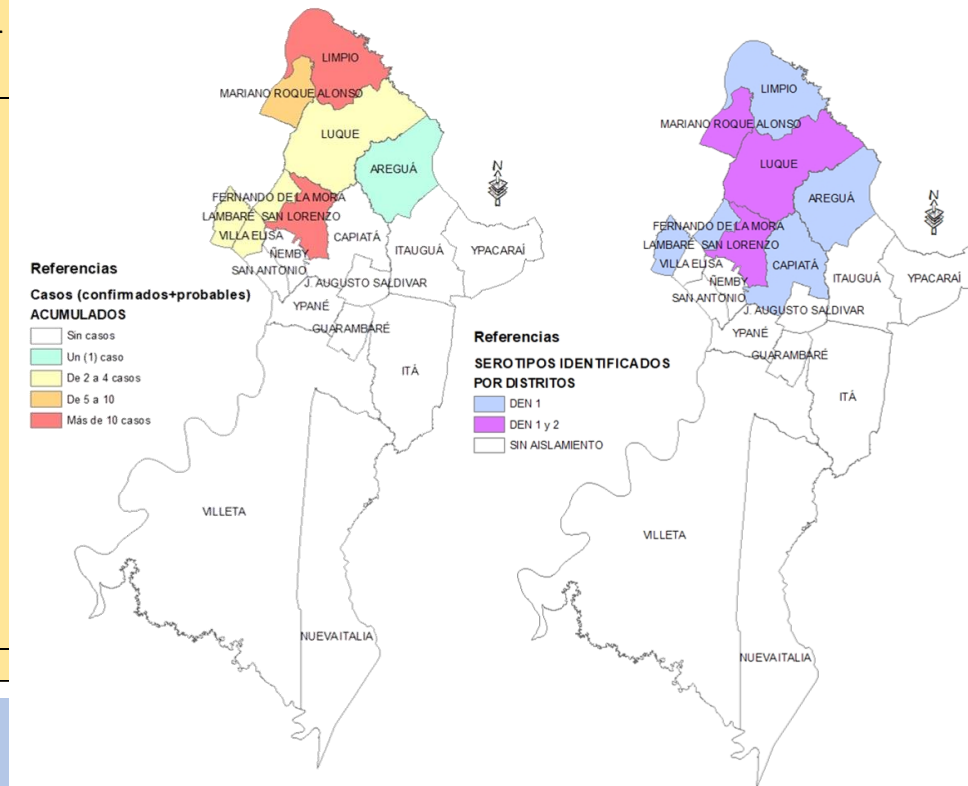 LIMPIO
MARIANO ROQUE ALONSO
LUQUE
AREGUÁ
N
FERNANDO DE LA MORA
LAMBARÉ SAN LORENZO
VILLA ELISA
CAPIATÁ
ÑEMBY
ITAUGUÁ
YPACARAÍ
SAN ANTONIO
J. AUGUSTO SALDIVAR
YPANÉ
GUARAMBARÉ
ITÁ
VILLETA
NUEVA ITALIA
Referencias
Casos (confirmados+probables)
ACUMULADOS
Sin casos
Un (1) caso
De 2 a 4 casos
De 5 a 10
Más de 10 casos
LIMPIO
MARIANO ROQUE ALONSO
LUQUE
AREGUÁ
N
FERNANDO DE LA MORA
LAMBARÉ SAN LORENZO
VILLA ELISA
CAPIATÁ
ÑEMBY
ITAUGUÁ
YPACARAÍ
SAN ANTONIO
J. AUGUSTO SALDIVAR
YPANÉ
GUARAMBARÉ
ITÁ
VILLETA
NUEVA ITALIA
Referencias
SEROTIPOS IDENTIFICADOS
POR DISTRITOS
DEN 1
DEN 1 y 2
SIN AISLAMIENTO